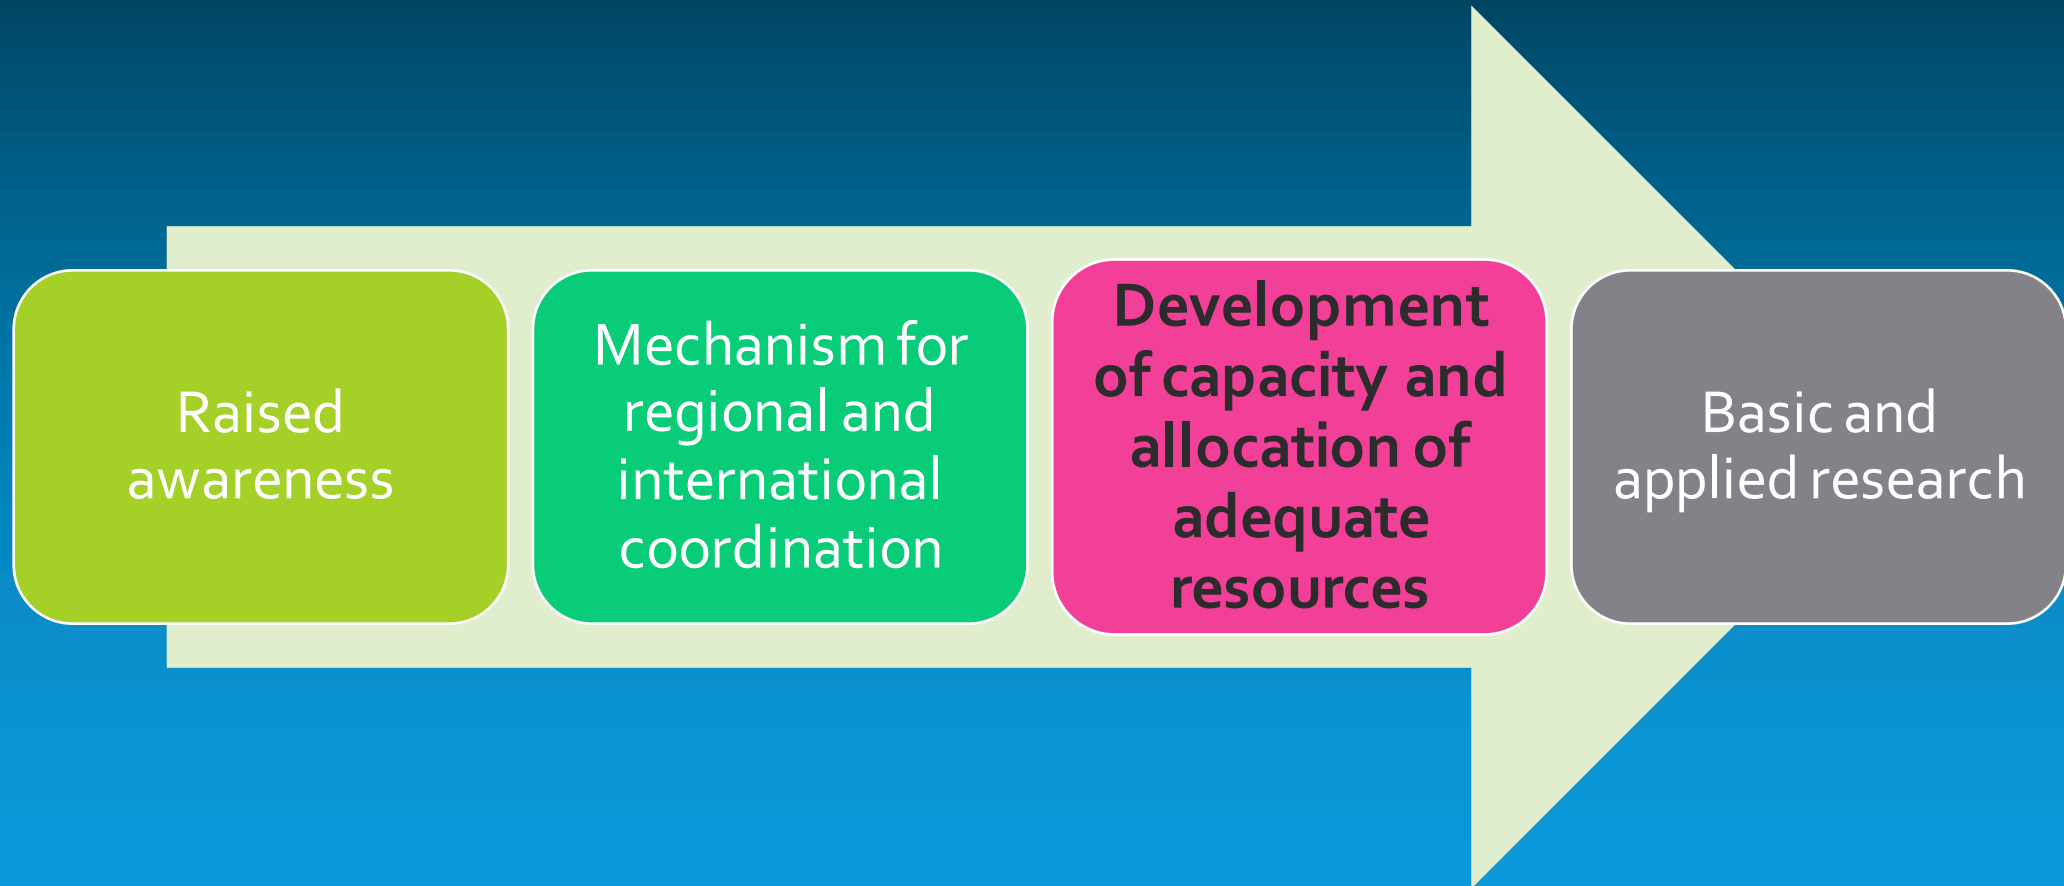 Raised
awareness
Mechanism for
regional and
international
coordination
Development
of capacity and
allocation of
adequate
resources
Basic and
applied research